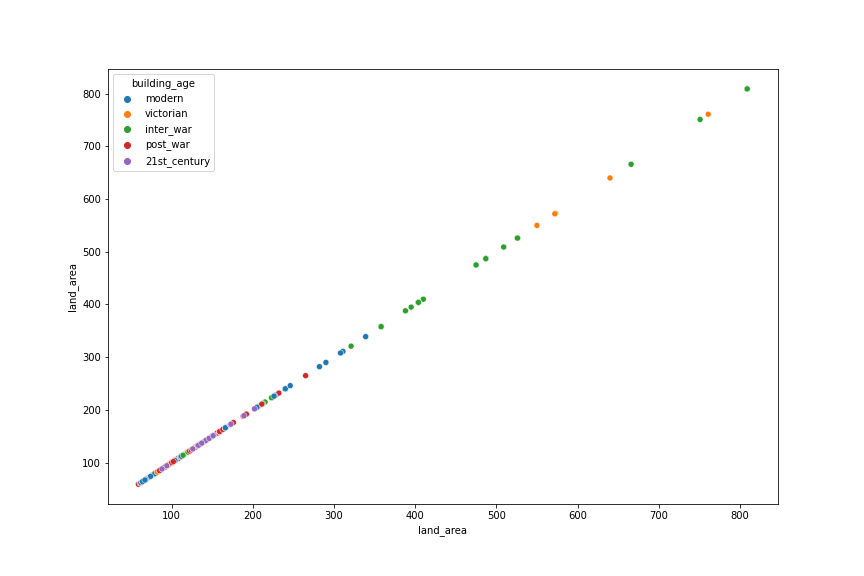 building_age
modern
victorian
inter_war
post_war
21st_century
800
700
600
500
400
300
200
100
land_area
100 200 300 400 500 600 700 800
land_area